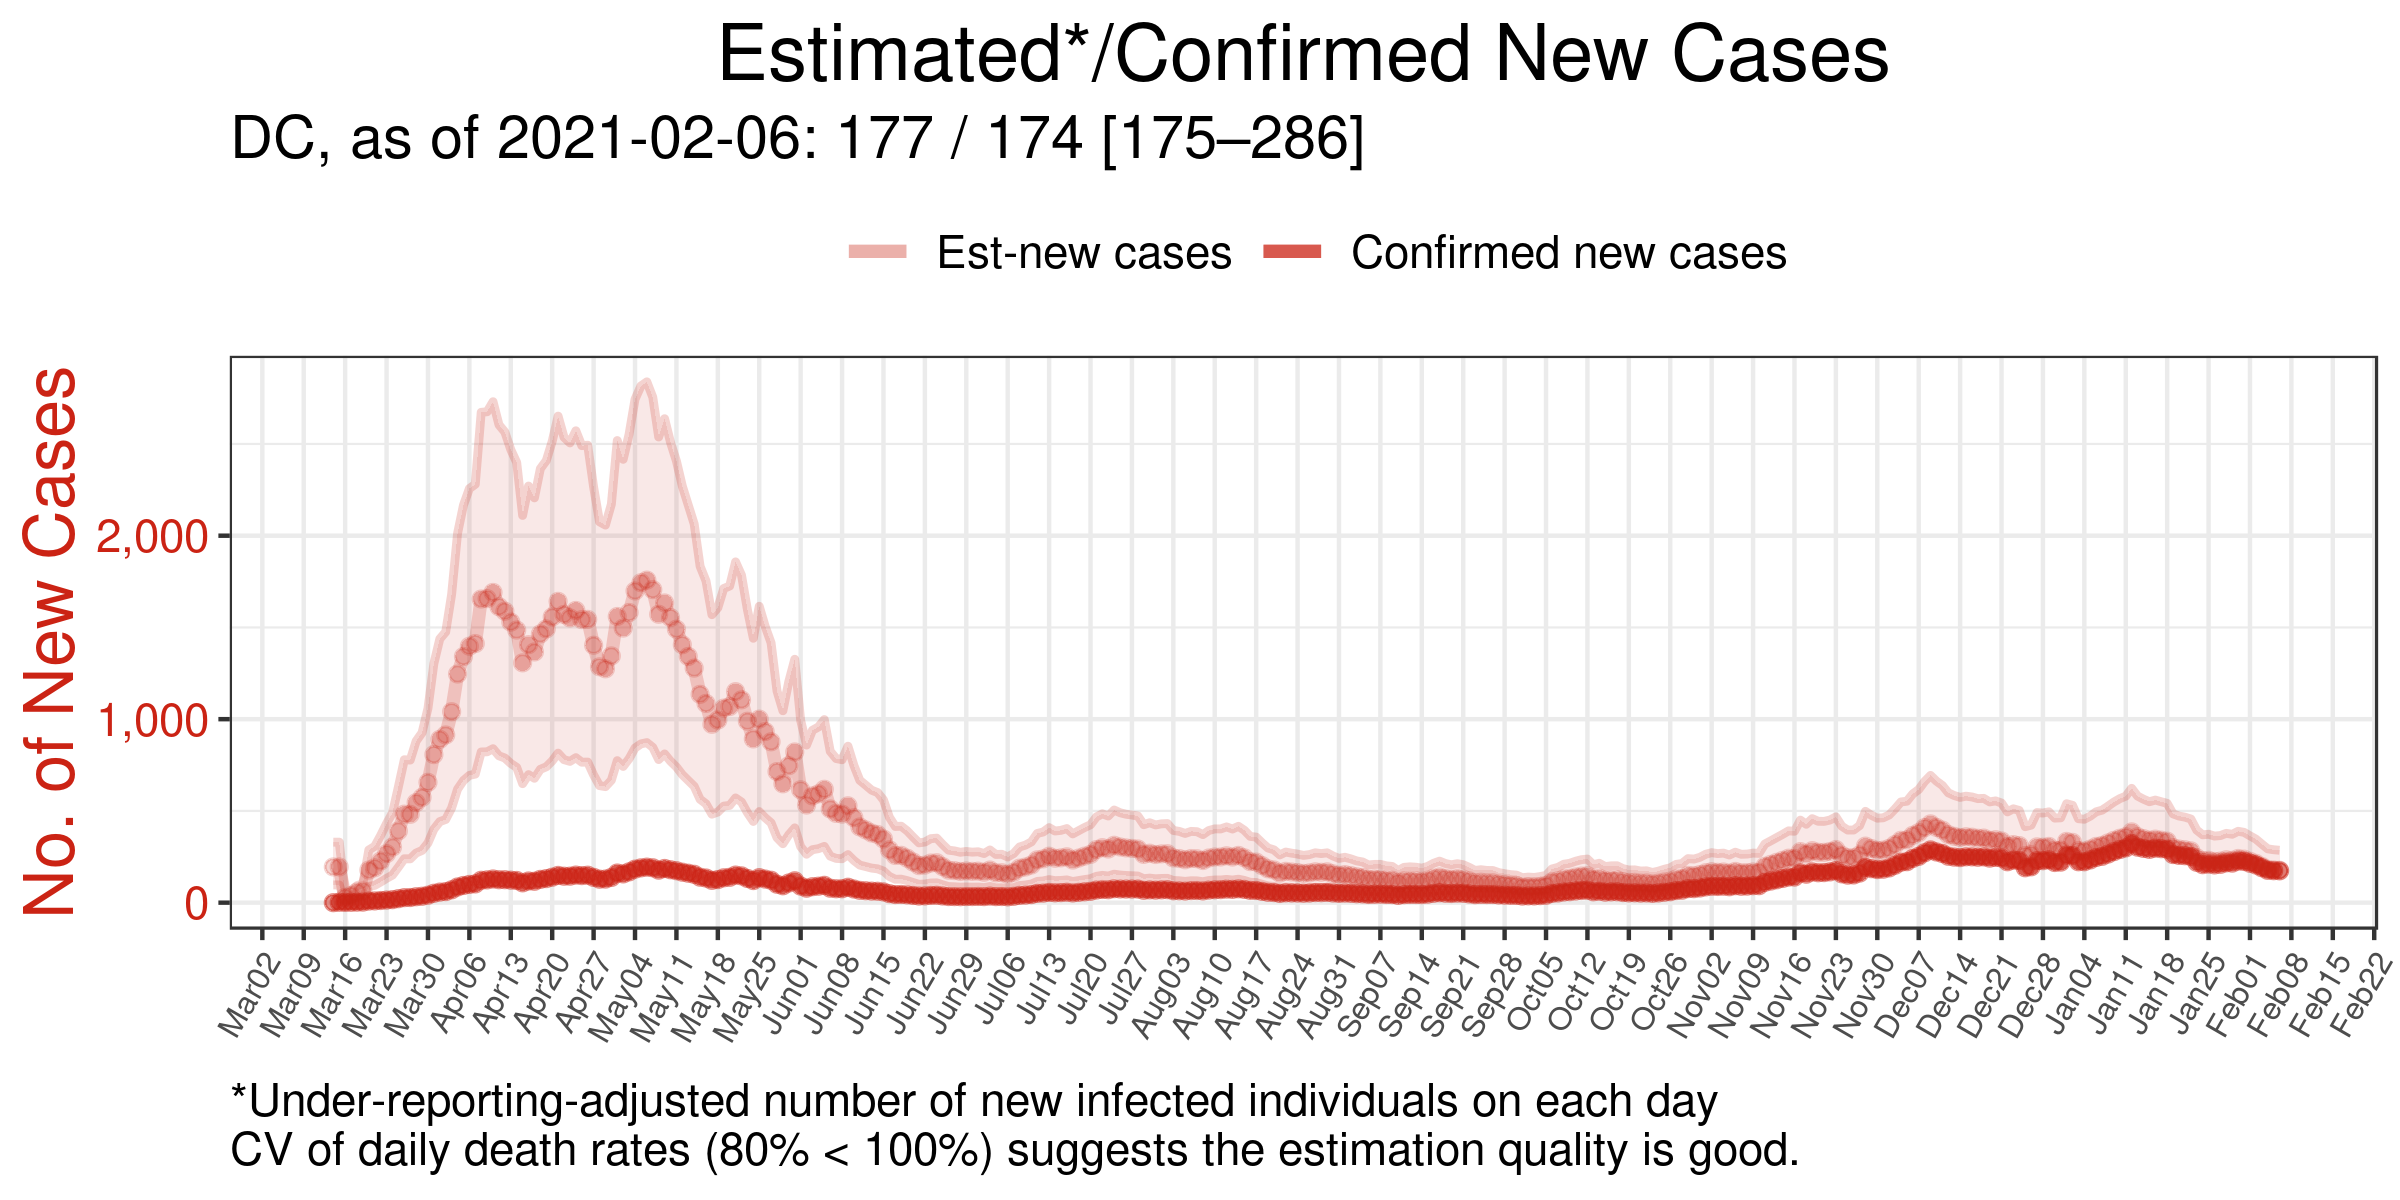 Estimated*/Confirmed New Cases
DC, as of 2021-02-06: 177 / 174 [175–286]
Est-new cases Confirmed new cases
No. of New Cases
2,000
1,000
0
Mar02 Mar09 Mar16 Mar23 Mar30 Apr06 Apr13 Apr20 Apr27 May04 May11 May18 May25 Jun01 Jun08 Jun15 Jun22 Jun29 Jul06 Jul13 Jul20 Jul27 Aug03 Aug10 Aug17 Aug24 Aug31 Sep07 Sep14 Sep21 Sep28 Oct05 Oct12 Oct19 Oct26 Nov02 Nov09 Nov16 Nov23 Nov30 Dec07 Dec14 Dec21 Dec28 Jan04 Jan11 Jan18 Jan25 Feb01 Feb08 Feb15 Feb22
*Under-reporting-adjusted number of new infected individuals on each day
CV of daily death rates (80% < 100%) suggests the estimation quality is good.